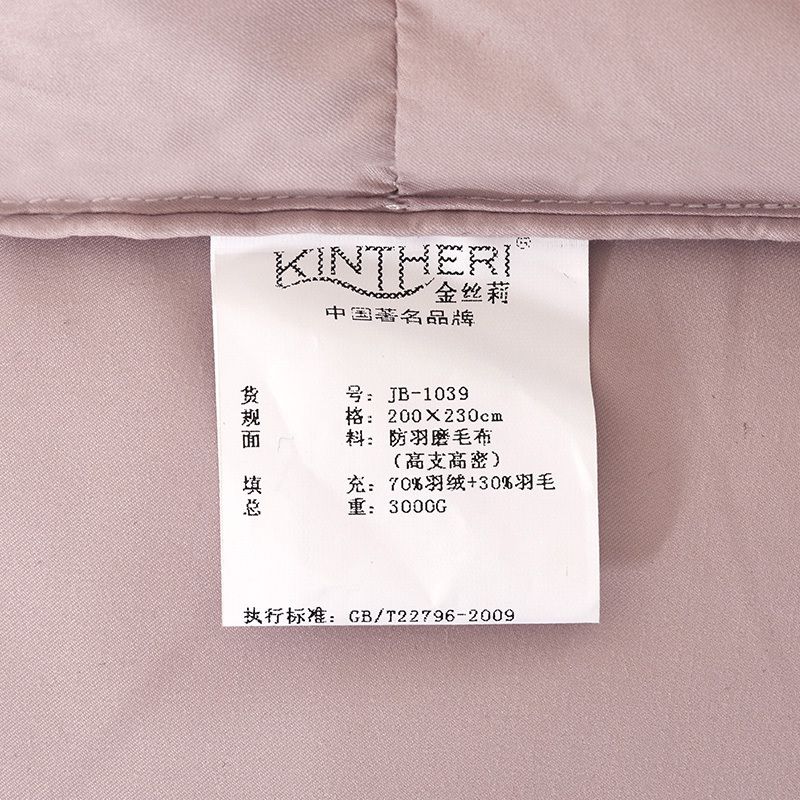 KINTHERI®
金丝莉
中国著名品牌
货 号：JB-1039
规 格：200×230cm
面 料：防羽磨毛布
（高支高密）
填 充：70%羽绒+30%羽毛
总 重：3000G
执行标准：GB/T22796-2009